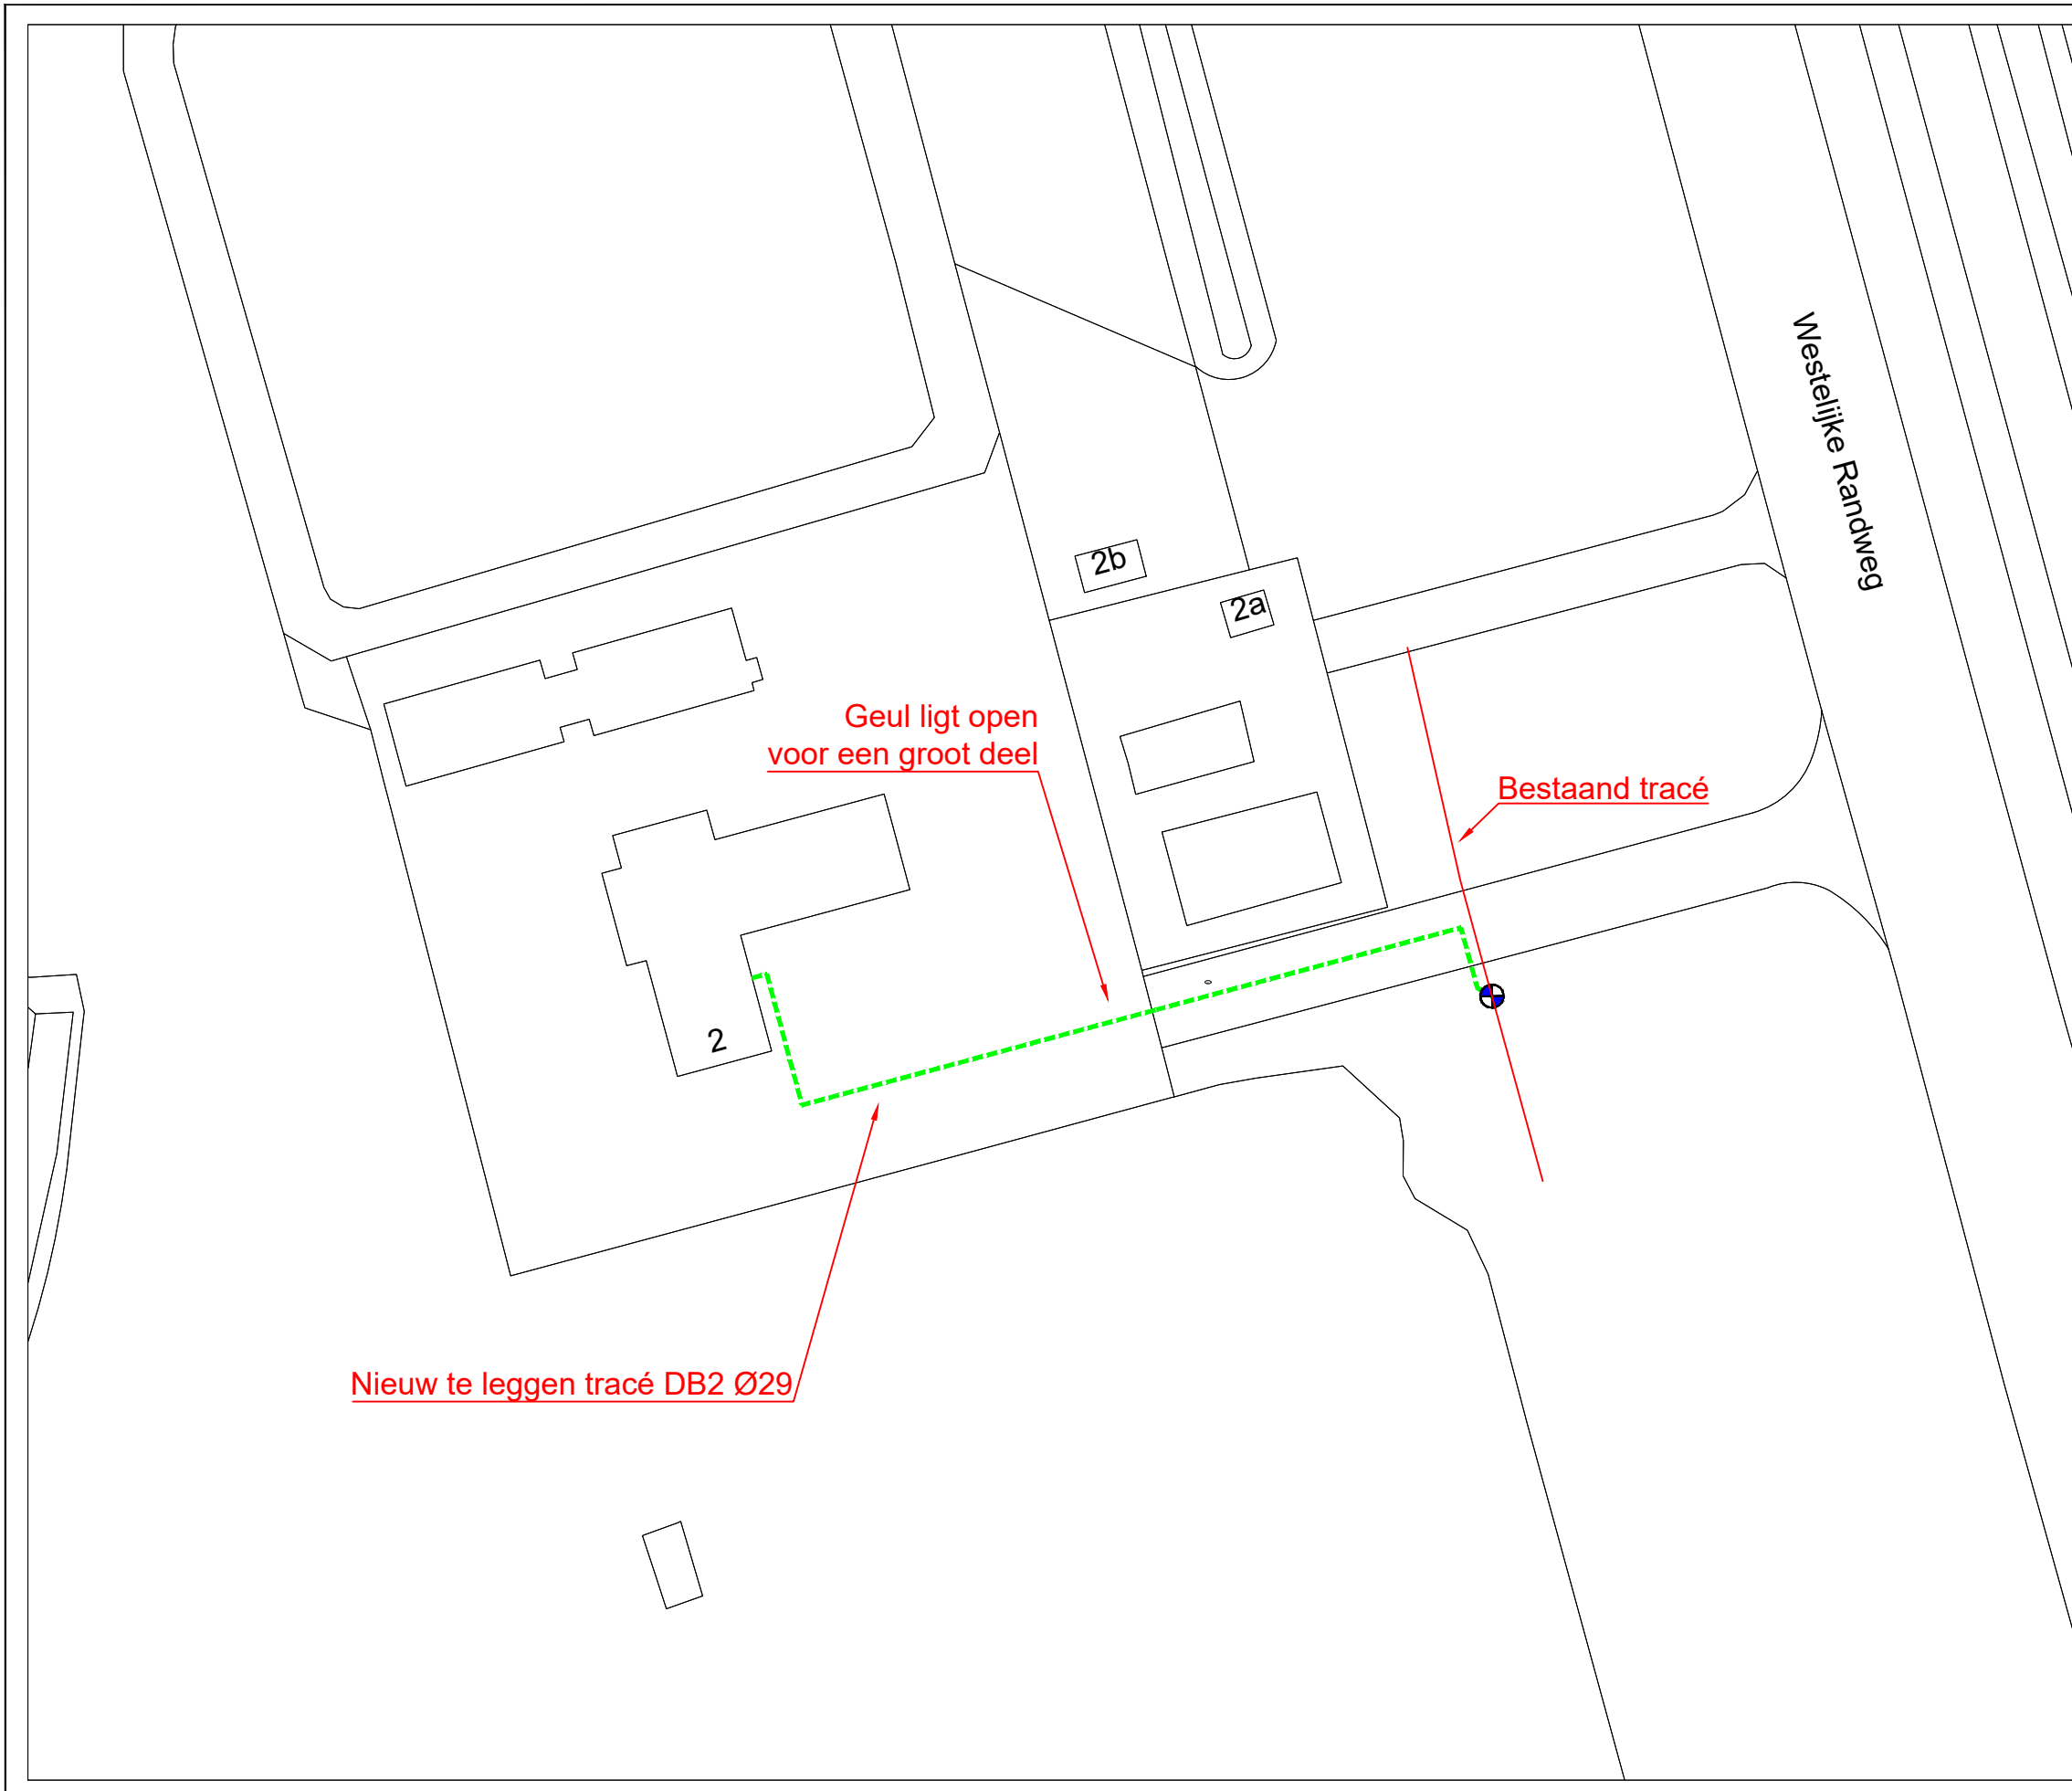 Westelijke Randweg
2b
2a
Geul ligt open
voor een groot deel
Bestaand tracé
2
Nieuw te leggen tracé DB2 Ø29